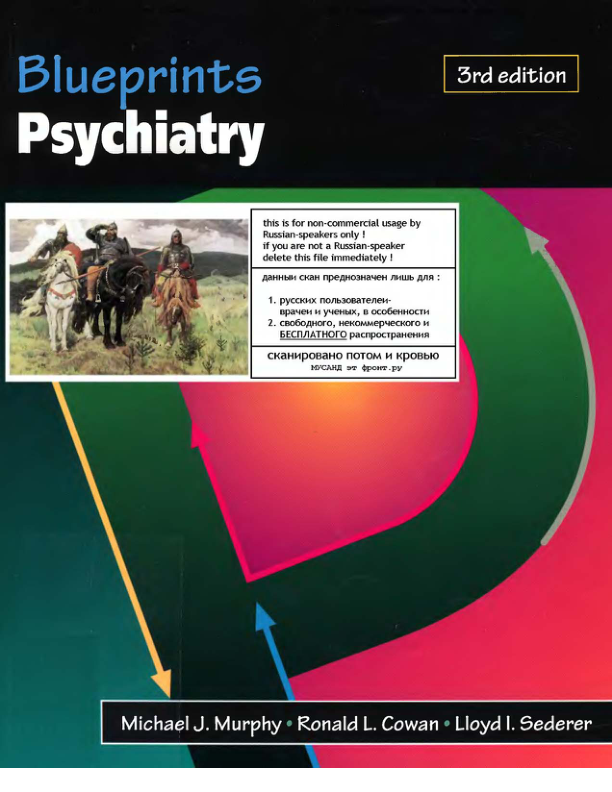 Blueprints
3rd edition
Psychiatry
this is for non-commercial usage by
Russian-speakers only !
if you are not a Russian-speaker
delete this file immediately !
данныи скан предназначен лишь для :
1. русских пользователеи-
врачеи и ученых, в особенности
2. свободного, некоммерческого и
БЕСПЛАТНОГО распространения
сканировано потом и кровью
МУСАНД эт фронт.ру
Michael J. Murphy • Ronald L. Cowan • Lloyd I. Sederer